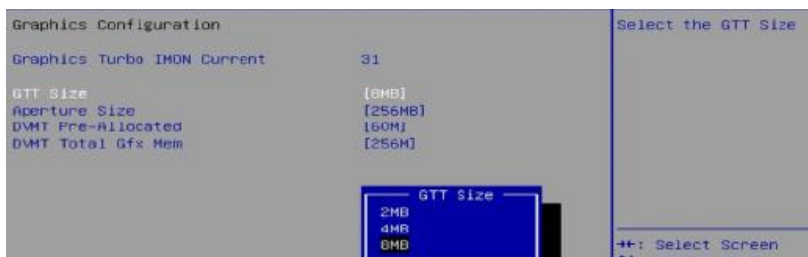 Graphics Configuration
Graphics Turbo IMON Current 31
GTT Size [8MB]
Aperture Size [256MB]
DVMT Pre-Allocated [60M]
DVMT Total Gfx Mem [256M]
GTT Size
2MB
4MB
8MB
Select the GTT Size
→←: Select Screen